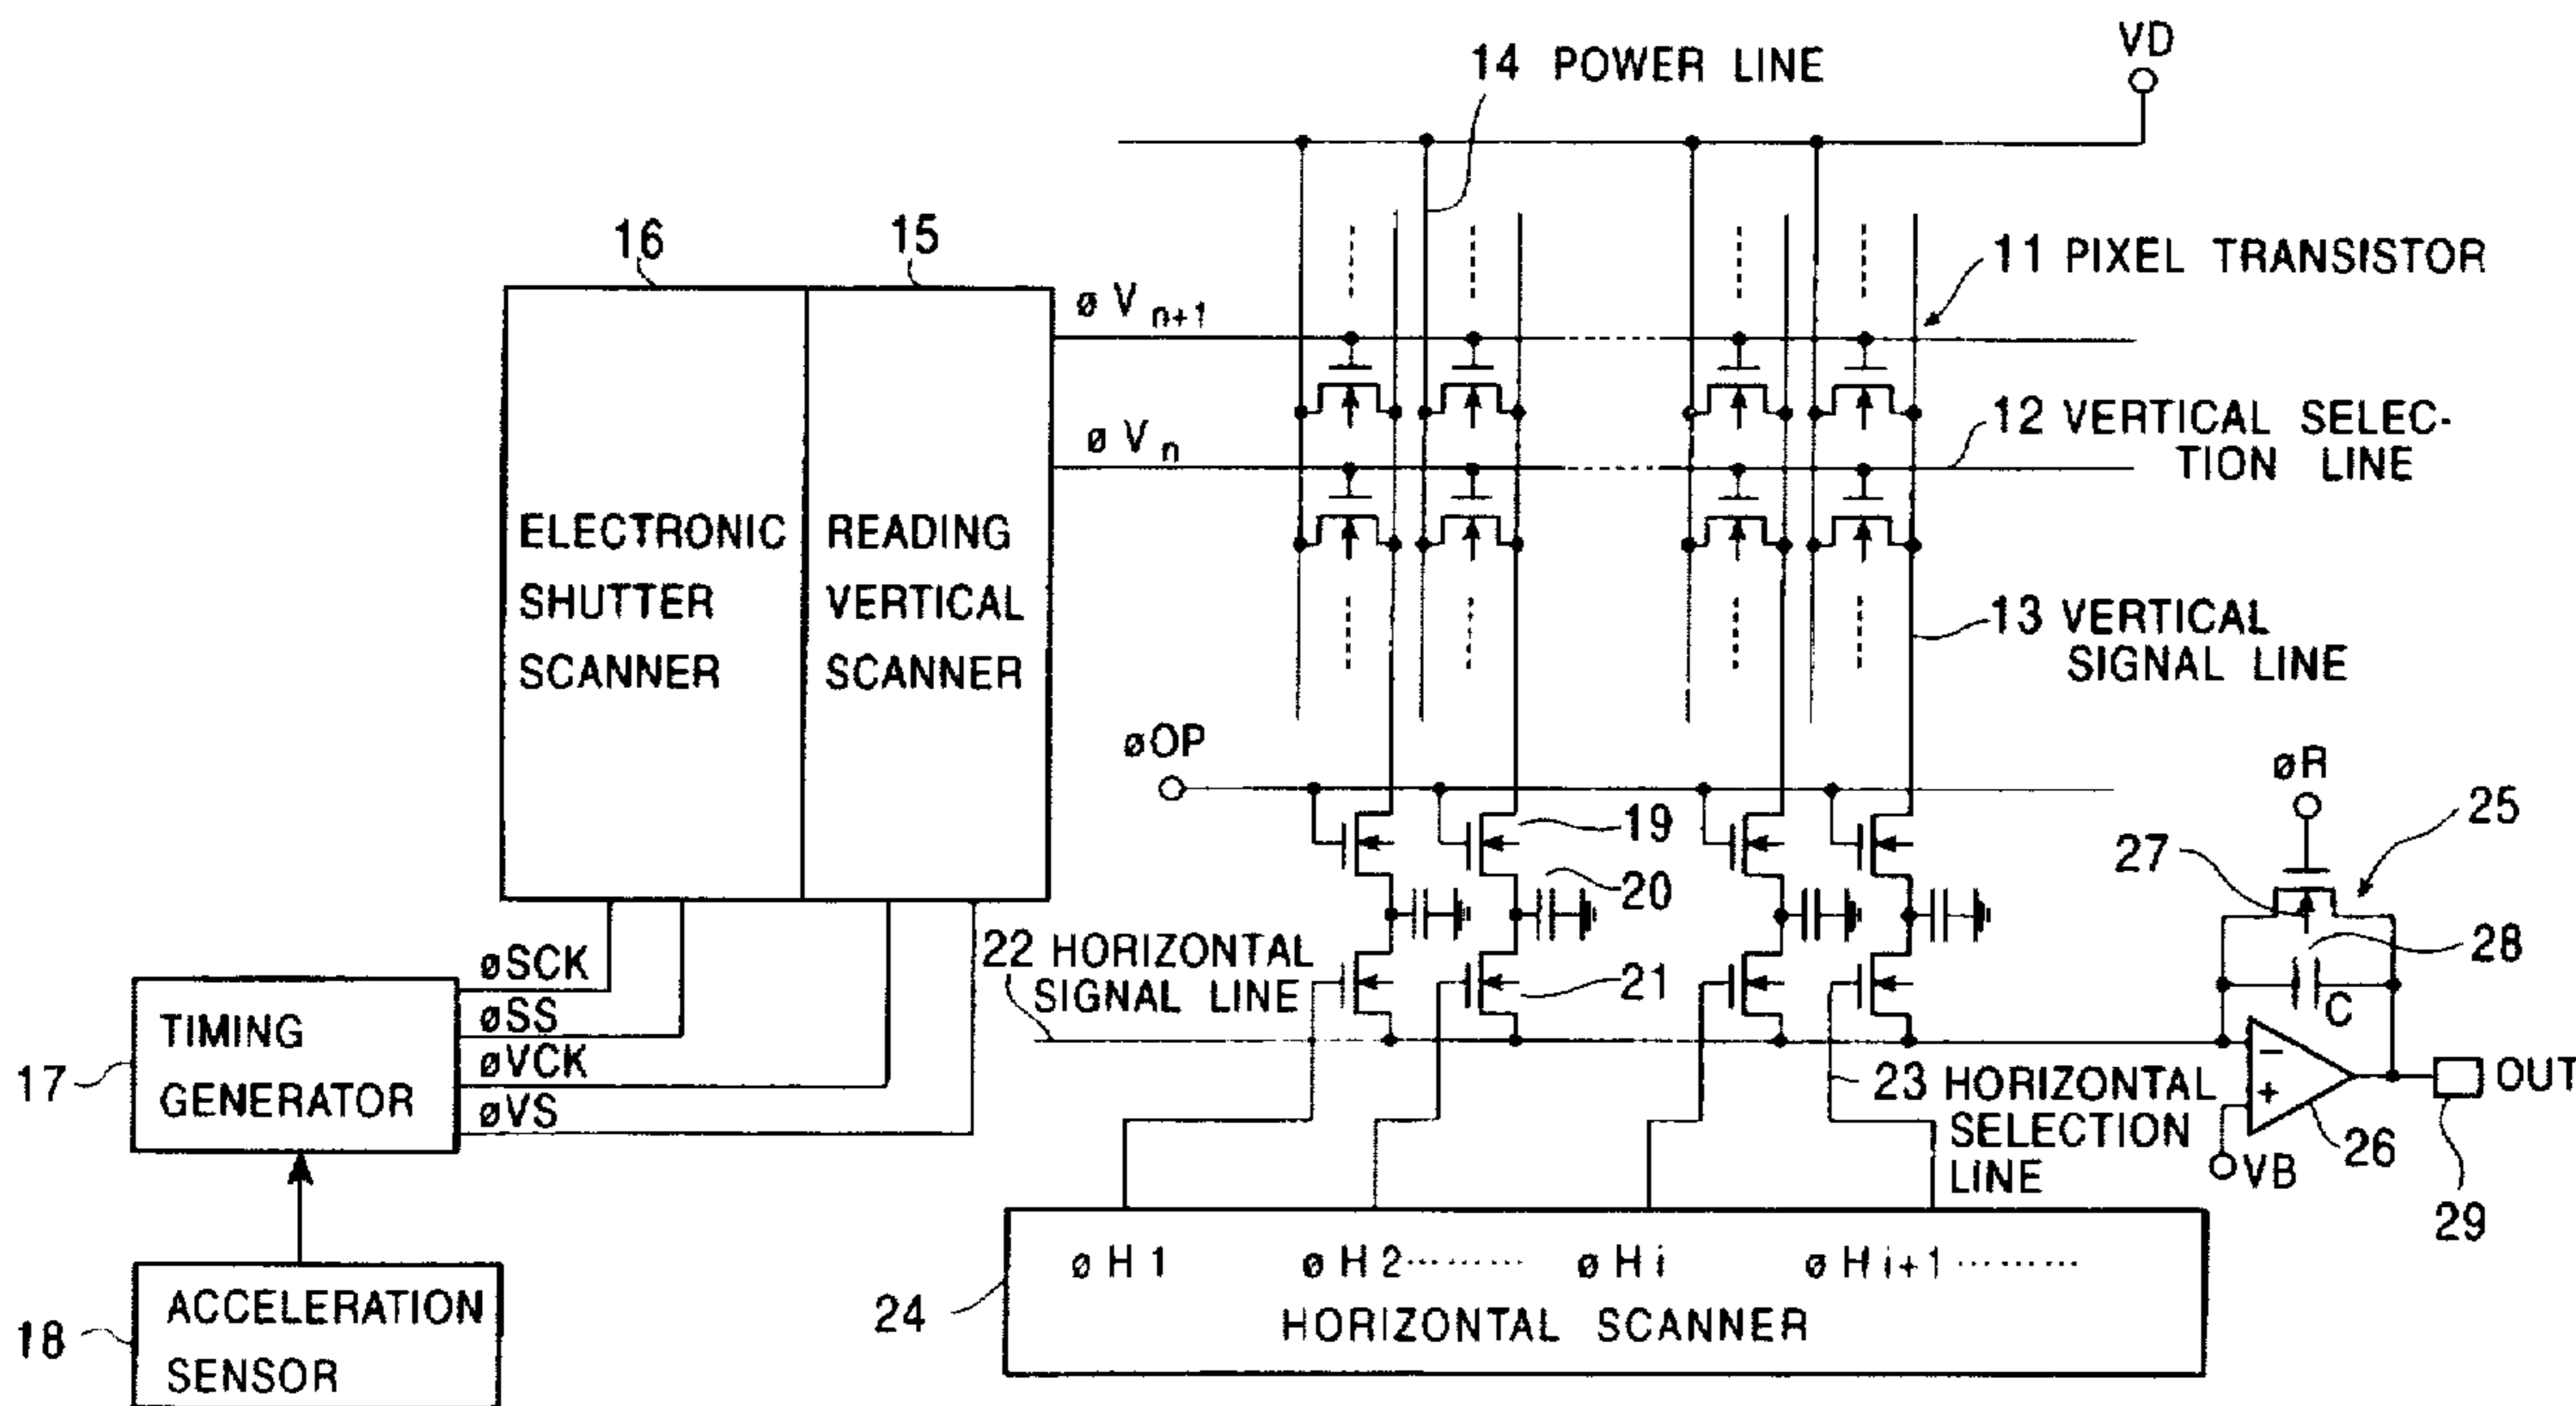 VD
14 POWER LINE
16
15
ø V n+1
11 PIXEL TRANSISTOR
ø V n
12 VERTICAL SELEC-
TION LINE
ELECTRONIC
SHUTTER
SCANNER
READING
VERTICAL
SCANNER
13 VERTICAL
SIGNAL LINE
øOP
øR
25
19
27
20
28
22 HORIZONTAL
SIGNAL LINE
21
C
øSCK
øSS
øVCK
øVS
17
TIMING
GENERATOR
23 HORIZONTAL
SELECTION
LINE
−
+
OUT
26
VB
29
ø H 1
ø H 2········
ø H i
ø H i+1·········
24
HORIZONTAL SCANNER
18
ACCELERATION
SENSOR